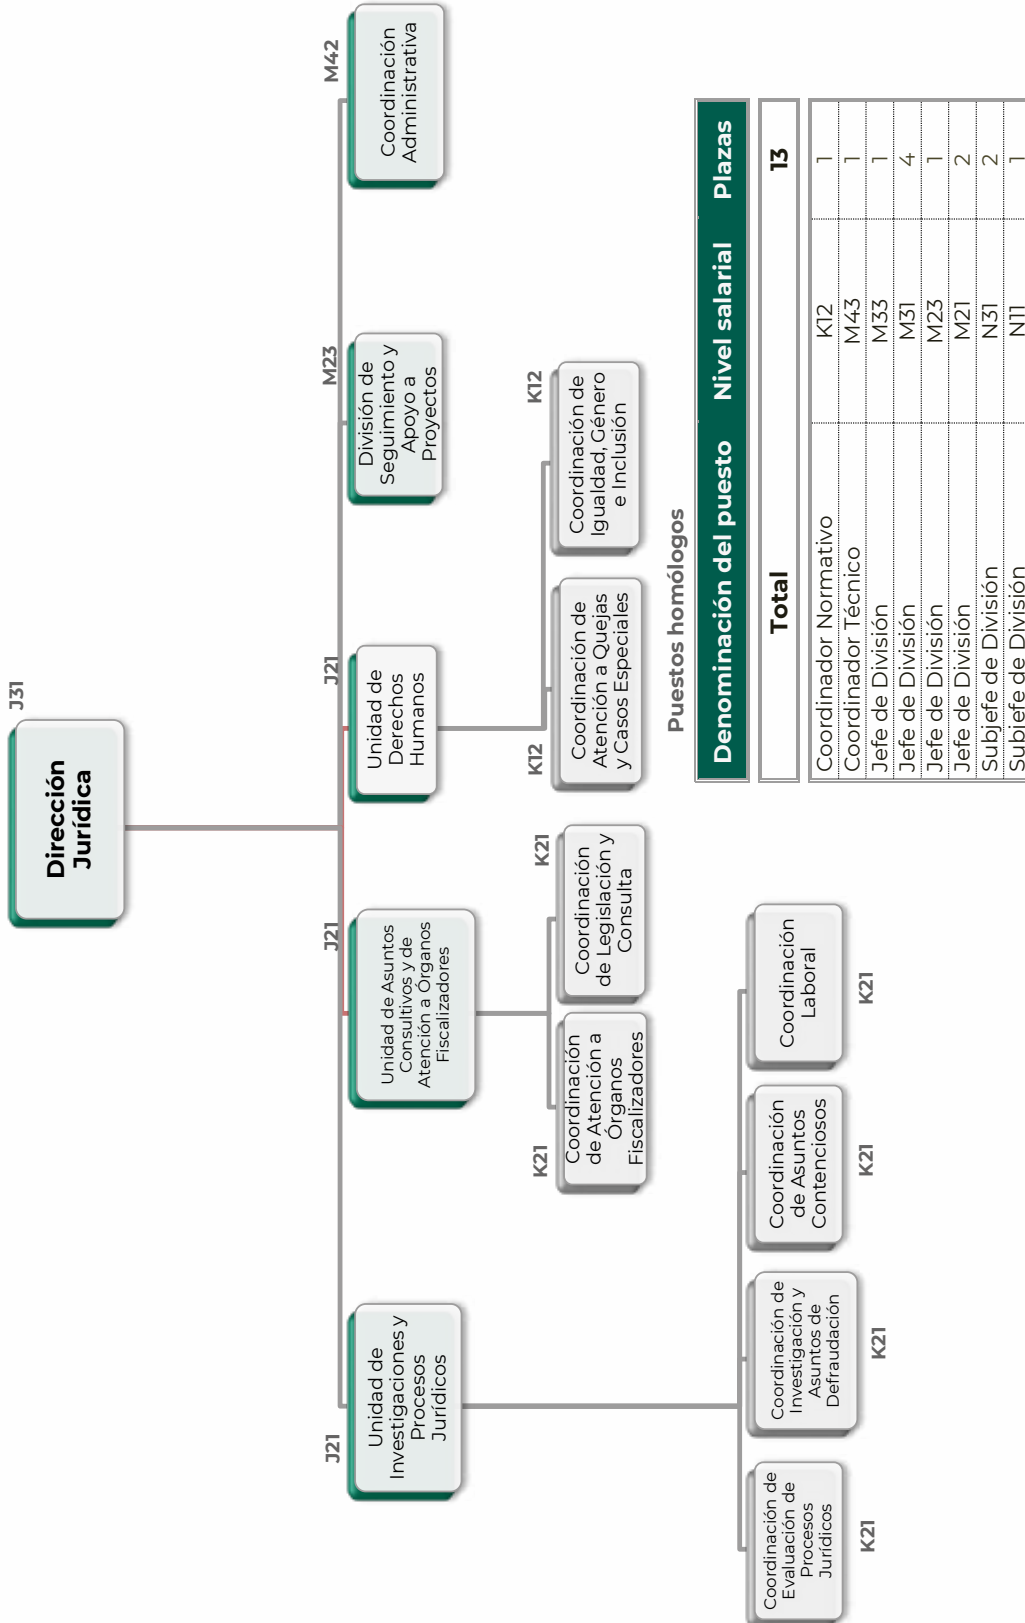 J31
Dirección
Jurídica
J21
Unidad de
Investigaciones y
Procesos
Jurídicos
J21
Unidad de Asuntos
Consultivos y de
Atención a Órganos
Fiscalizadores
J21
Unidad de
Derechos
Humanos
M23
División de
Seguimiento y
Apoyo a
Proyectos
M42
Coordinación
Administrativa
K21
Coordinación
de Atención a
Órganos
Fiscalizadores
K21
Coordinación
de Legislación y
Consulta
K12
Coordinación de
Atención a Quejas
y Casos Especiales
K12
Coordinación de
Igualdad, Género
e Inclusión
Coordinación de
Evaluación de
Procesos
Jurídicos
K21
Coordinación de
Investigación y
Asuntos de
Defraudación
K21
Coordinación
de Asuntos
Contenciosos
K21
Coordinación
Laboral
K21
Puestos homólogos
Denominación del puesto Nivel salarial Plazas
Total 13
Coordinador Normativo K12 1
Coordinador Técnico M43 1
Jefe de División M33 1
Jefe de División M31 4
Jefe de División M23 1
Jefe de División M21 2
Subjefe de División N31 2
Subjefe de División N11 1